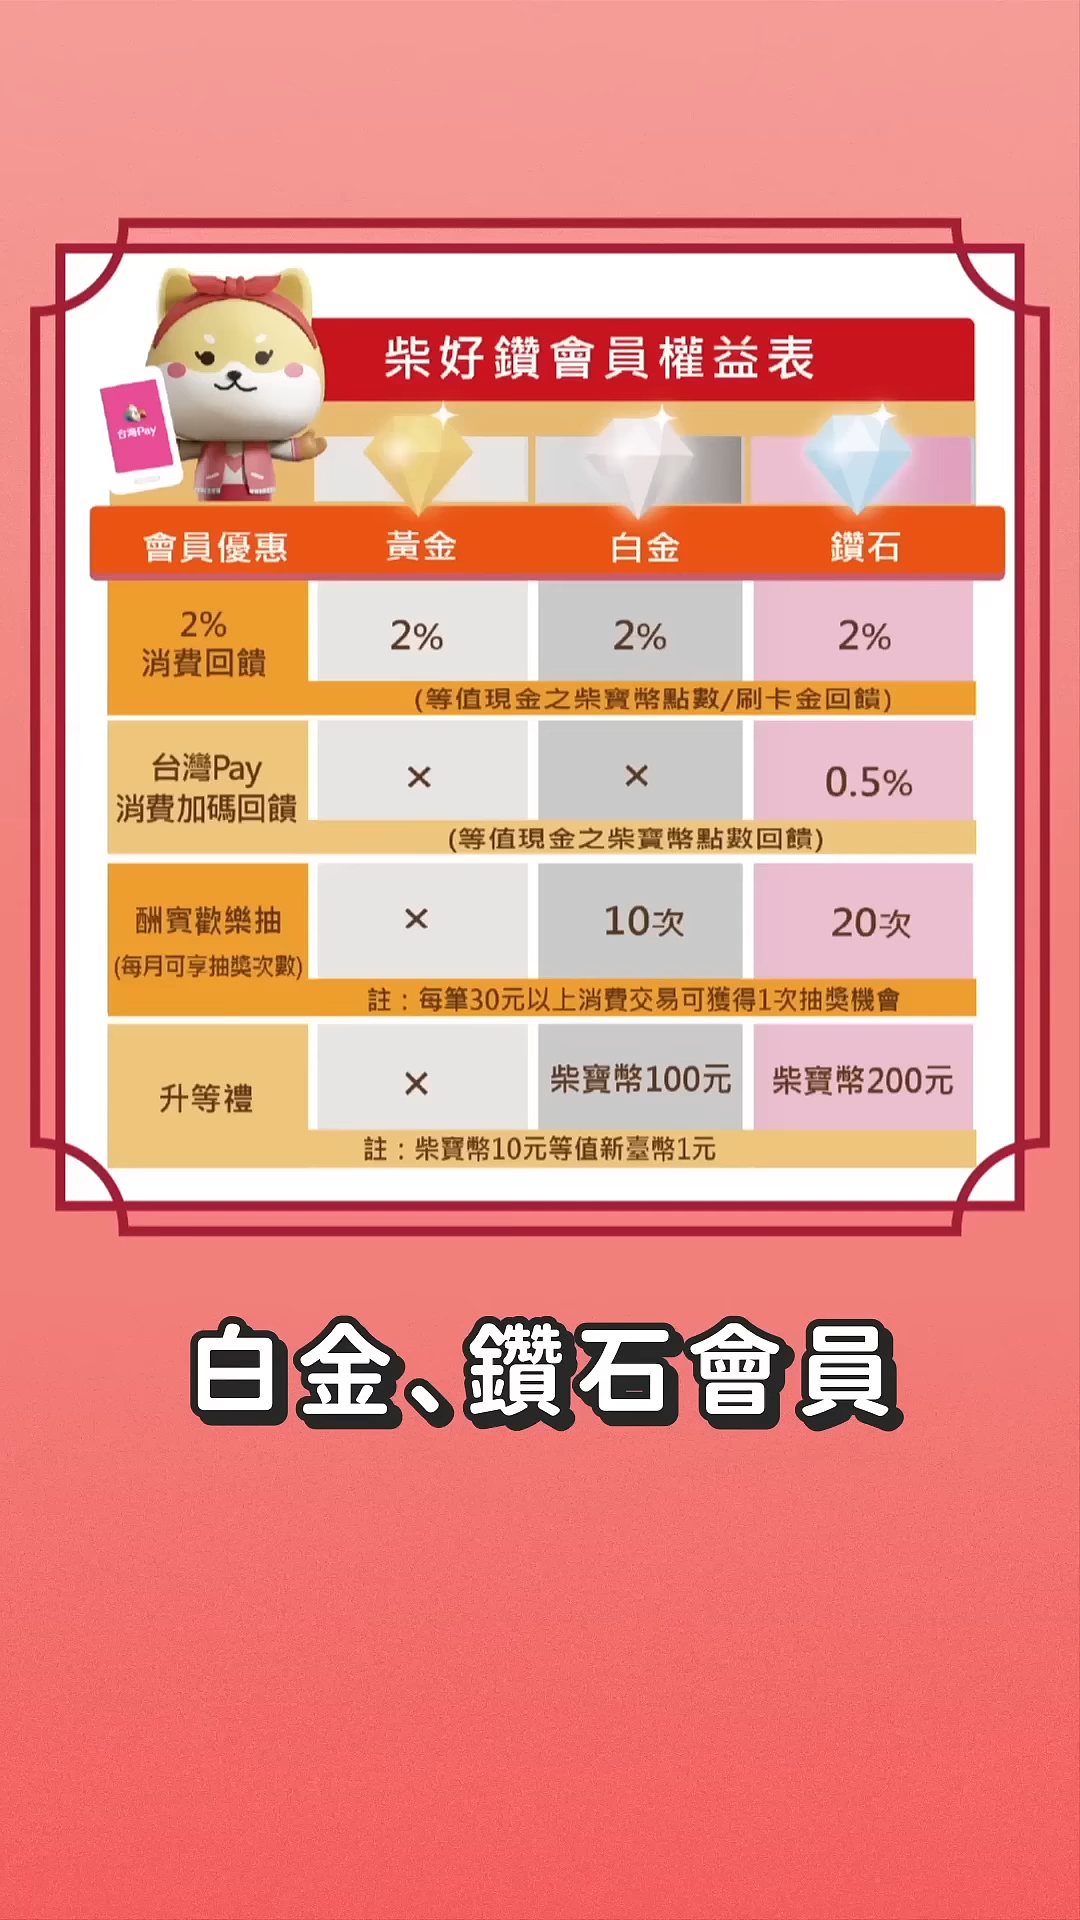 柴好鑽會員權益表
台灣Pay
會員優惠 黃金 白金 鑽石
2%
消費回饋
2% 2% 2%
(等值現金之柴寶幣點數/刷卡金回饋)
台灣Pay
消費加碼回饋
× × 0.5%
(等值現金之柴寶幣點數回饋)
酬賓歡樂抽
(每月可享抽獎次數)
× 10次 20次
註：每筆30元以上消費交易可獲得1次抽獎機會
升等禮
× 柴寶幣100元 柴寶幣200元
註：柴寶幣10元等值新臺幣1元
白金、鑽石會員